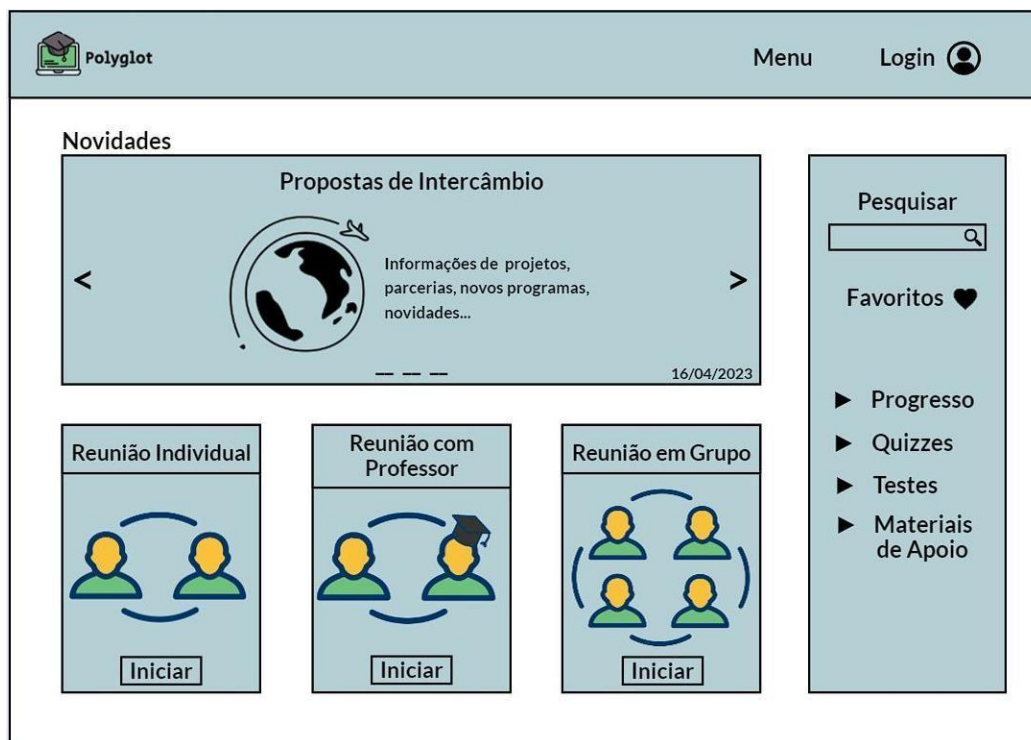 Polyglot
Menu
Login
Novidades
Propostas de Intercâmbio
<
Informações de projetos,
parcerias, novos programas,
novidades...
>
16/04/2023
Pesquisar
Favoritos
Progresso
Quizzes
Testes
Materiais
de Apoio
Reunião Individual
Iniciar
Reunião com
Professor
Iniciar
Reunião em Grupo
Iniciar